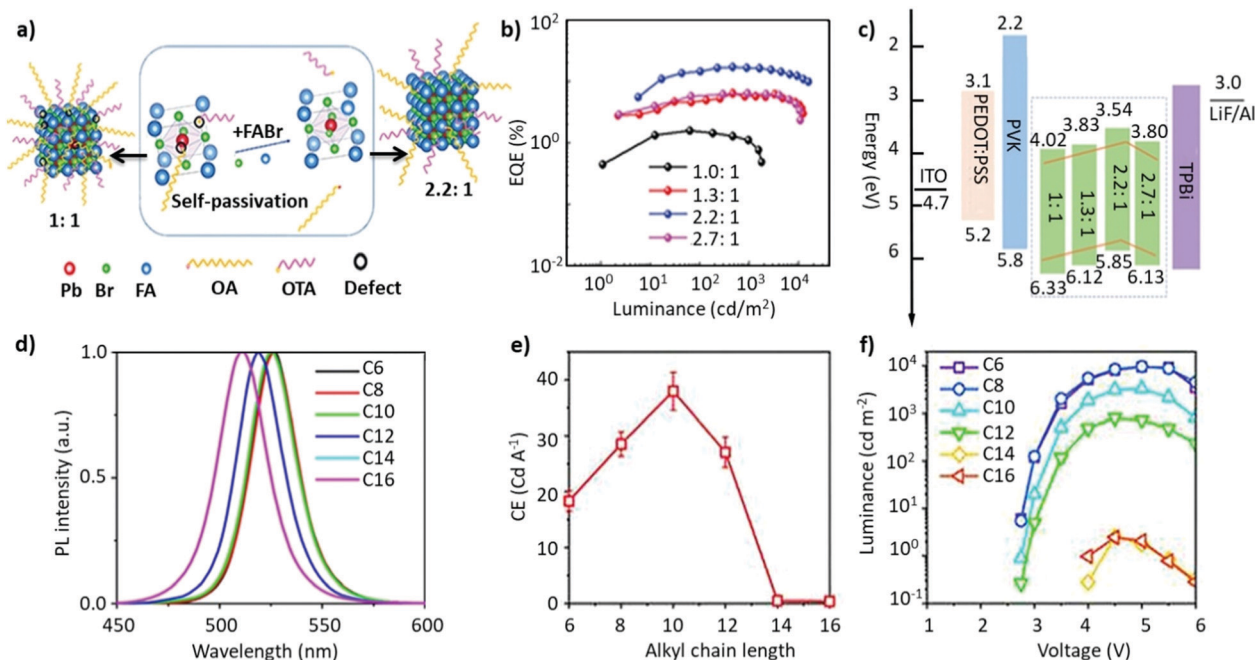 a)
+FABr
Self-passivation
1: 1
2.2: 1
Pb Br FA OA OTA Defect
b)
EQE (%)
10²
10¹
10⁰
10⁻²
1.0: 1
1.3: 1
2.2: 1
2.7: 1
10⁰ 10¹ 10² 10³ 10⁴
Luminance (cd/m²)
c)
Energy (eV)
2
3
4
5
6
ITO
4.7
3.1
PEDOT:PSS
5.2
2.2
PVK
5.8
4.02
1: 1
6.33
3.83
1.3: 1
6.12
3.54
2.2: 1
5.85
3.80
2.7: 1
6.13
TPBi
3.0
LiF/Al
d)
PL intensity (a.u.)
1.0
0.5
0.0
C6
C8
C10
C12
C14
C16
450 500 550 600
Wavelength (nm)
e)
CE (Cd A⁻¹)
40
30
20
10
0
6 8 10 12 14 16
Alkyl chain length
f)
Luminance (cd m⁻²)
10⁴
10³
10²
10¹
10⁰
10⁻¹
C6
C8
C10
C12
C14
C16
1 2 3 4 5 6
Voltage (V)